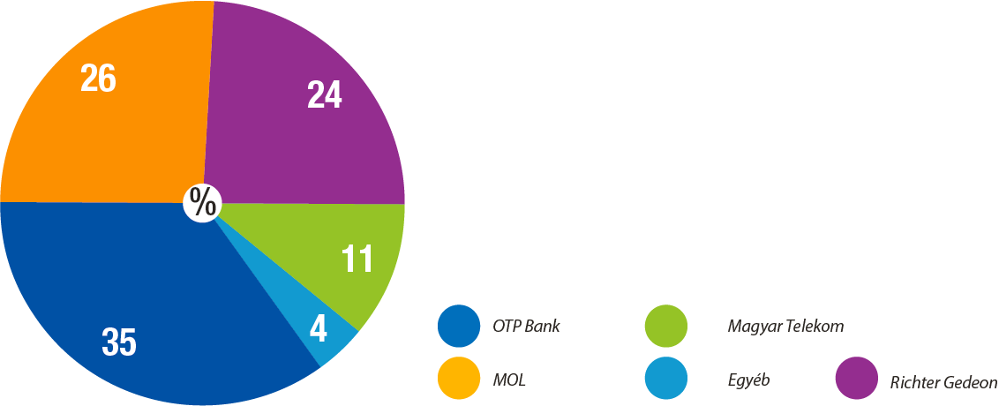 26
24
%
11
4
35
OTP Bank
Magyar Telekom
MOL
Egyéb
Richter Gedeon